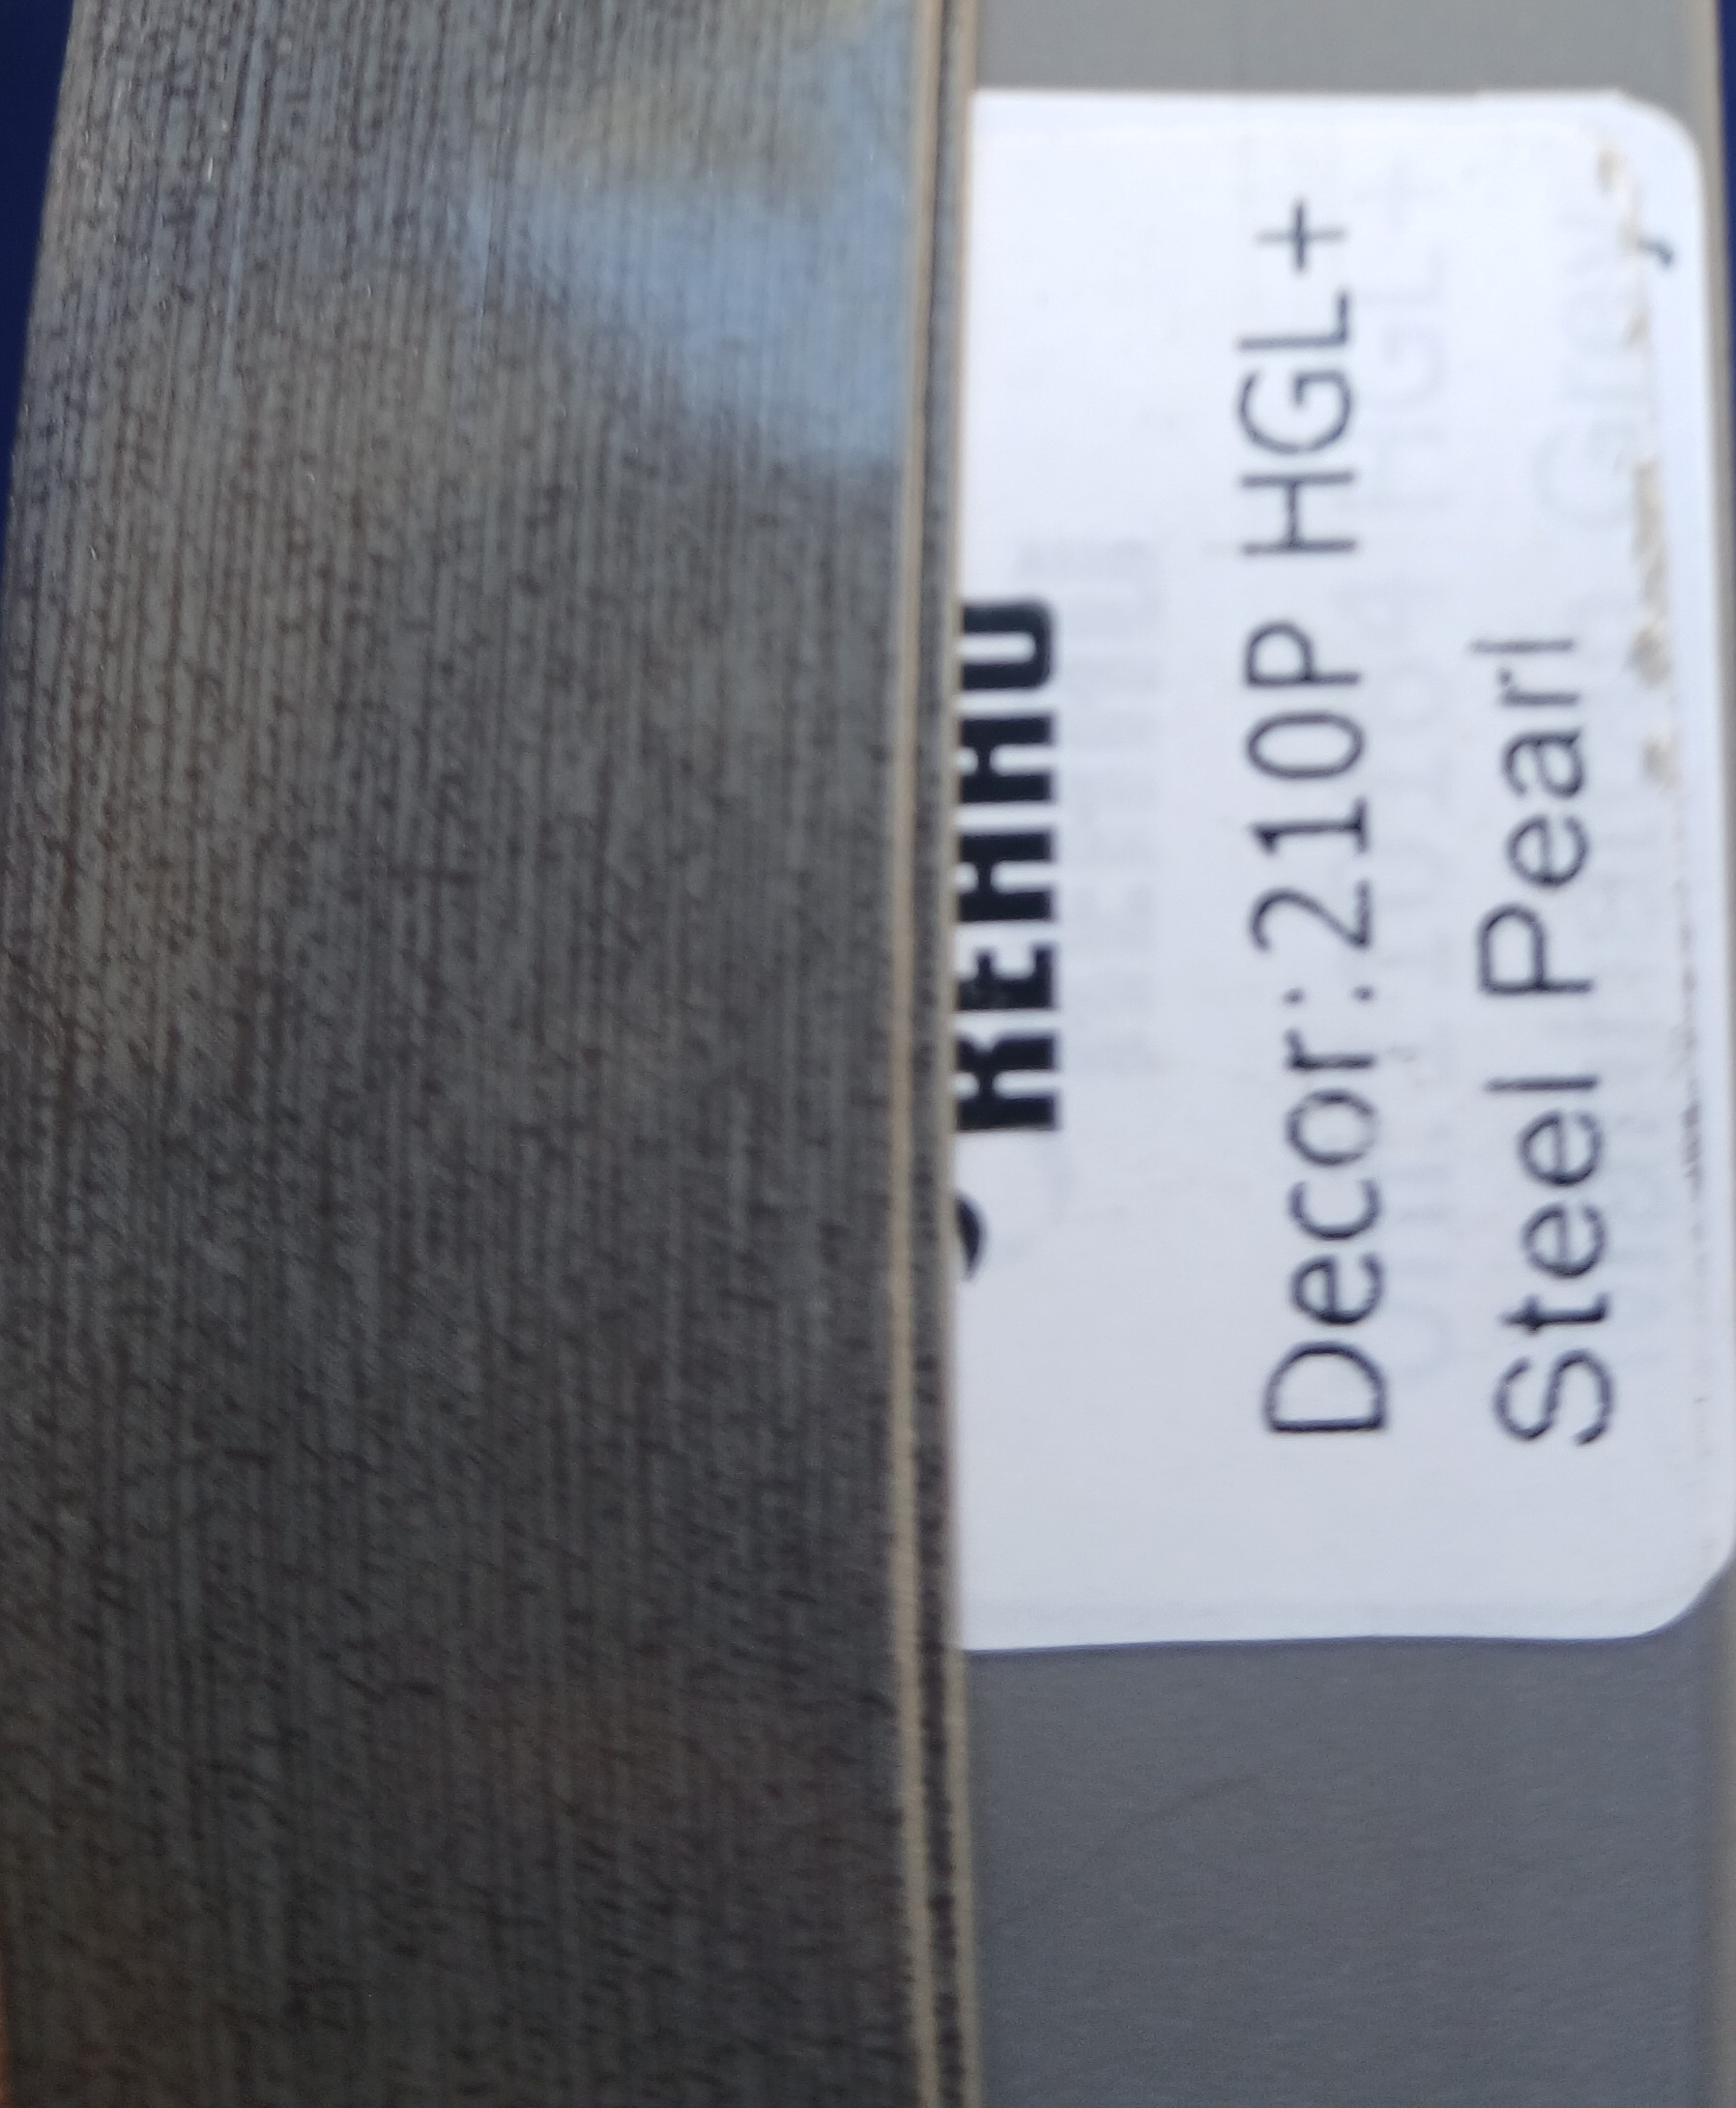 REHAU
Decor:210P HGL+
Steel Pearl